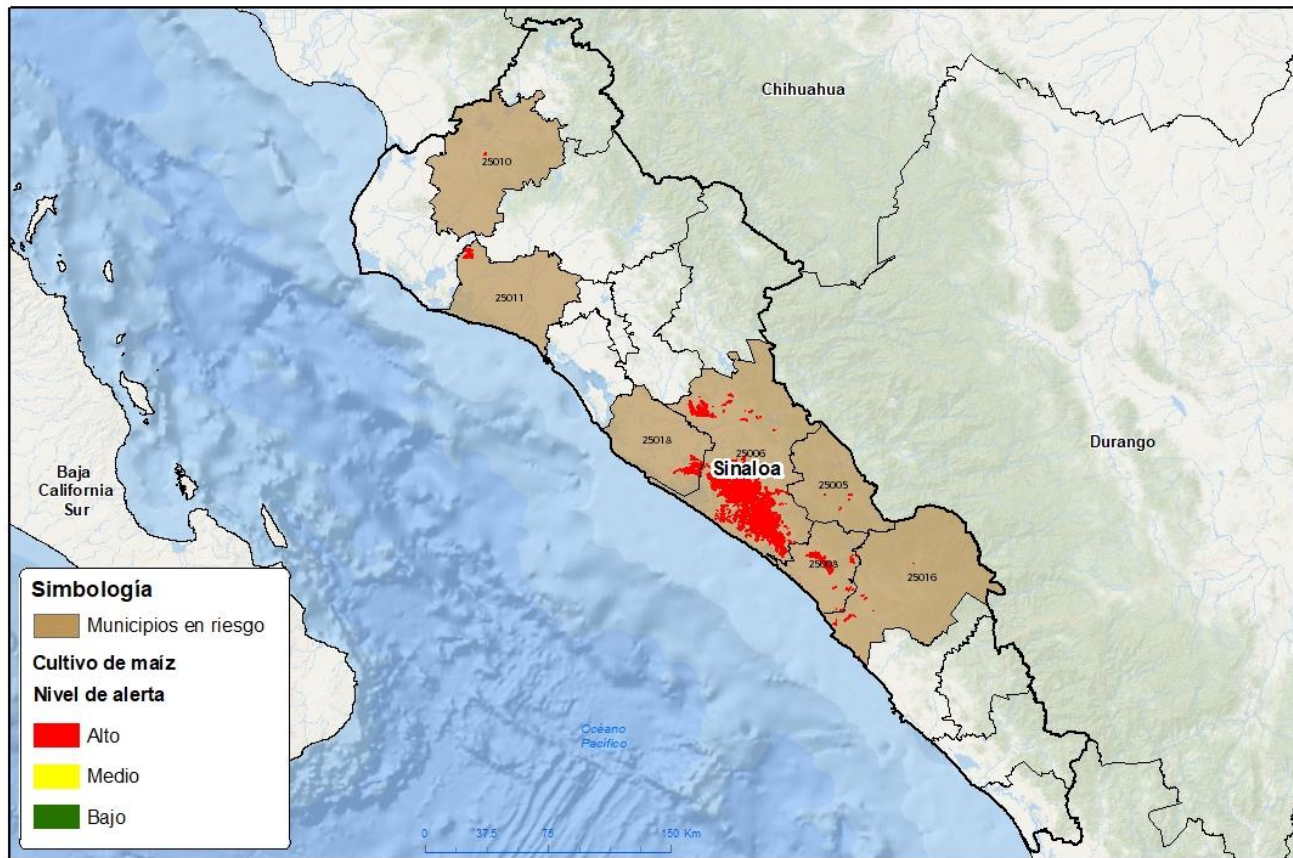 Chihuahua
25010
25011
Durango
25018
25006
Sinaloa
25005
Baja
California
Sur
25008
25016
Simbología
Municipios en riesgo
Cultivo de maíz
Nivel de alerta
Alto
Medio
Bajo
Océano
Pacífico
0 37.5 75 150 Km